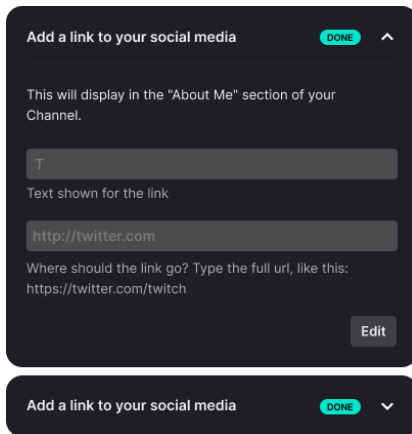 Add a link to your social media DONE
This will display in the "About Me" section of your
Channel.
T
Text shown for the link
http://twitter.com
Where should the link go? Type the full url, like this:
https://twitter.com/twitch
Edit
Add a link to your social media DONE